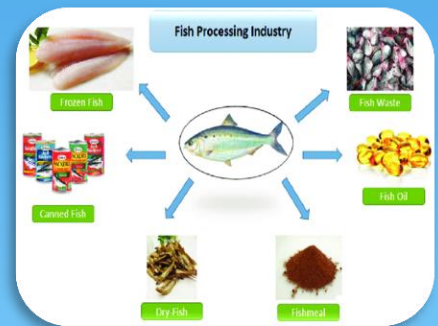 Fish Processing Industry
Frozen Fish
Fish Waste
Canned Fish
Fish Oil
Dry Fish
Fishmeal